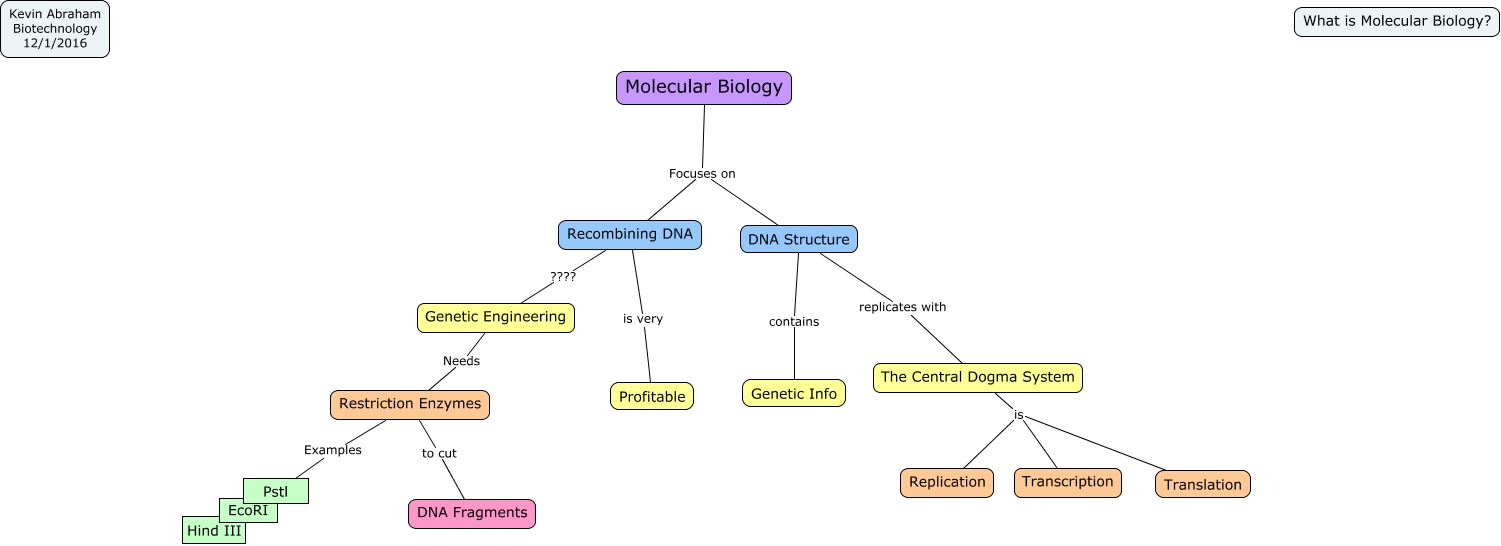 Kevin Abraham
Biotechnology
12/1/2016
What is Molecular Biology?
Molecular Biology
Focuses on
Recombining DNA
DNA Structure
????
Genetic Engineering
is very
contains
replicates with
Needs
The Central Dogma System
Restriction Enzymes
Profitable
Genetic Info
is
Examples
to cut
Replication
Transcription
Translation
PstI
EcoRI
Hind III
DNA Fragments